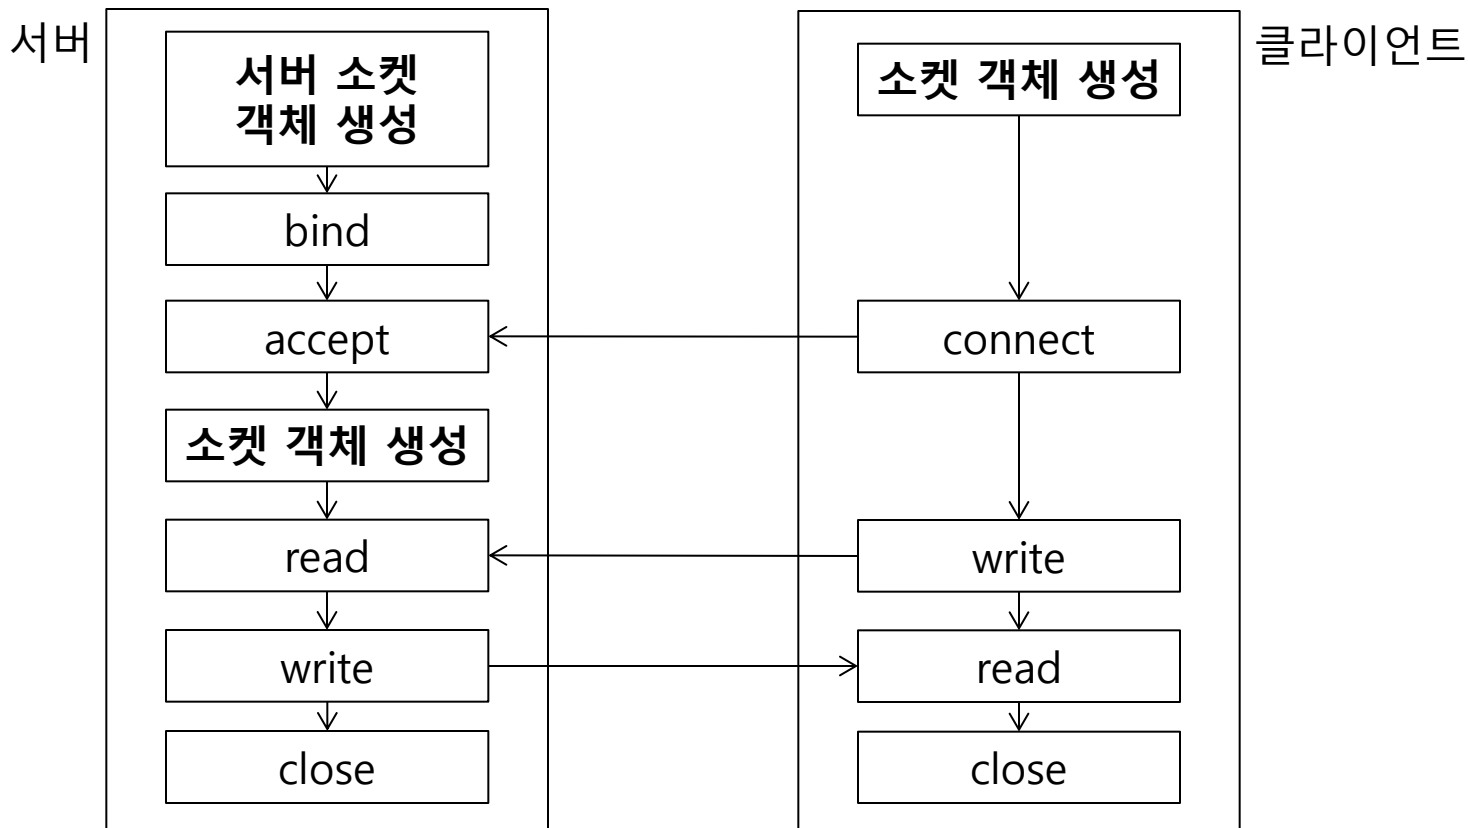 서버
서버 소켓
객체 생성
bind
accept
소켓 객체 생성
read
write
close
클라이언트
소켓 객체 생성
connect
write
read
close